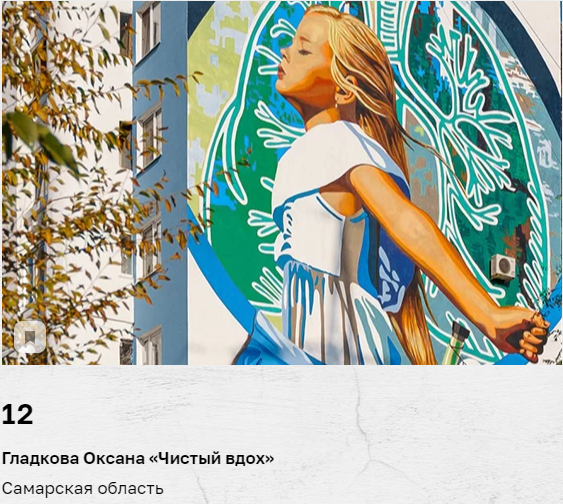 12
Гладкова Оксана «Чистый вдох»
Самарская область